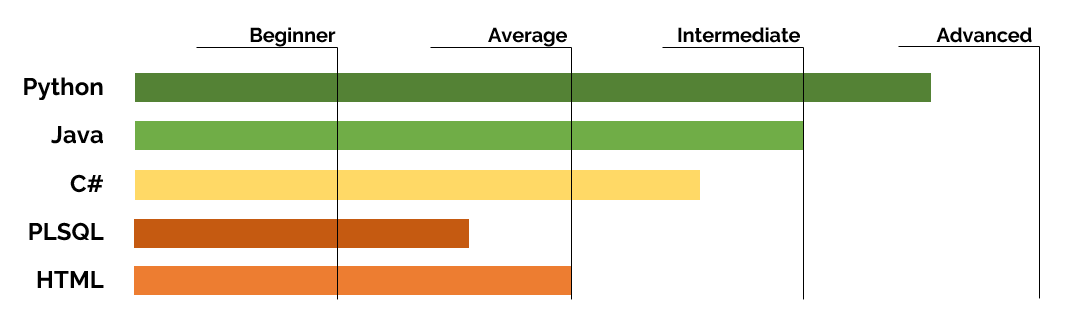 Beginner Average Intermediate Advanced
Python
Java
C#
PLSQL
HTML